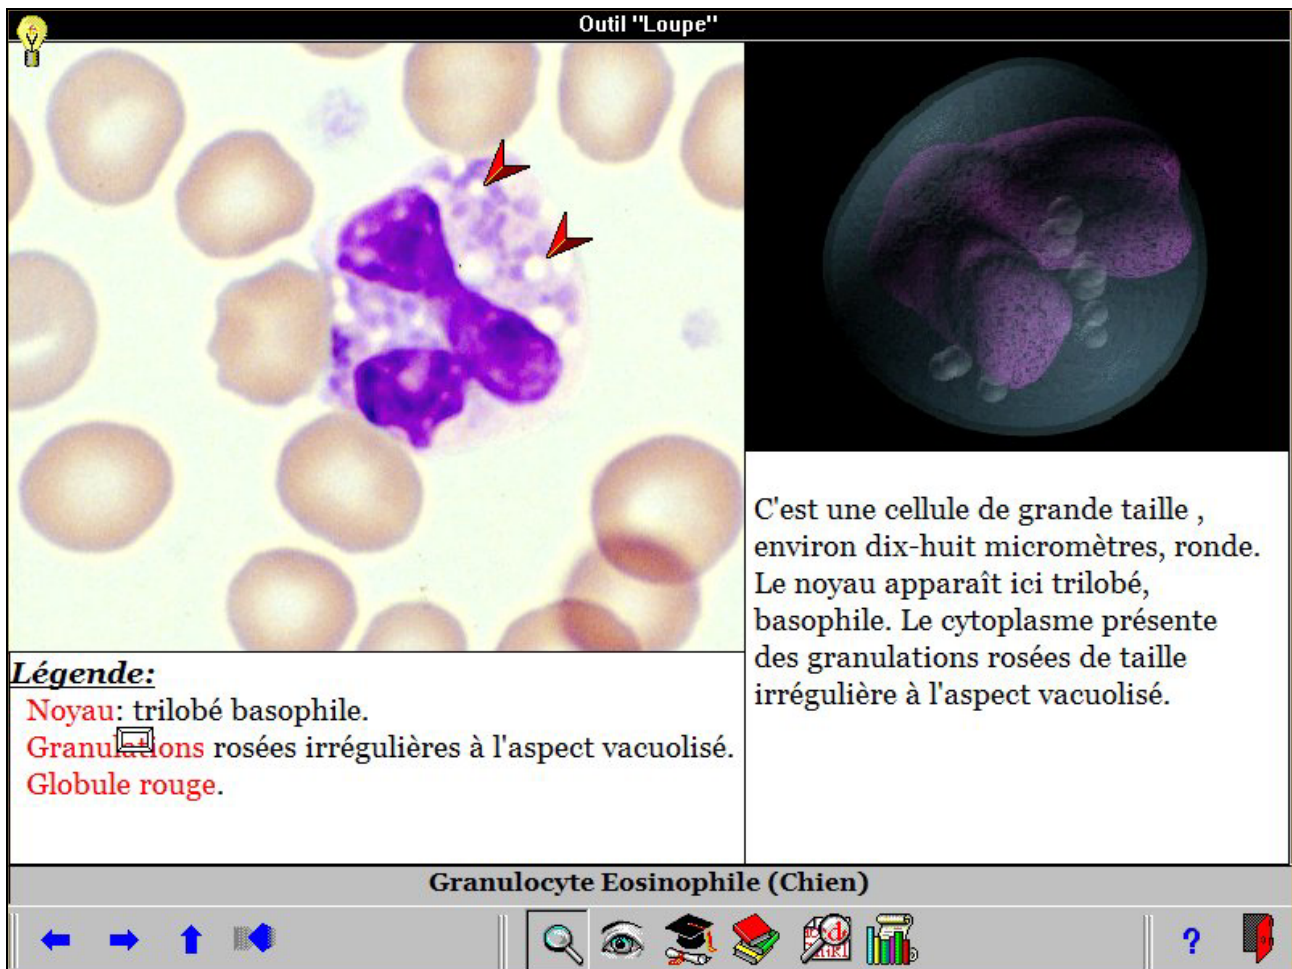 Outil "Loupe"
C'est une cellule de grande taille ,
environ dix-huit micromètres, ronde.
Le noyau apparaît ici trilobé,
basophile. Le cytoplasme présente
des granulations rosées de taille
irrégulière à l'aspect vacuolisé.
Légende:
Noyau: trilobé basophile.
Granulations rosées irrégulières à l'aspect vacuolisé.
Globule rouge.
Granulocyte Eosinophile (Chien)
?